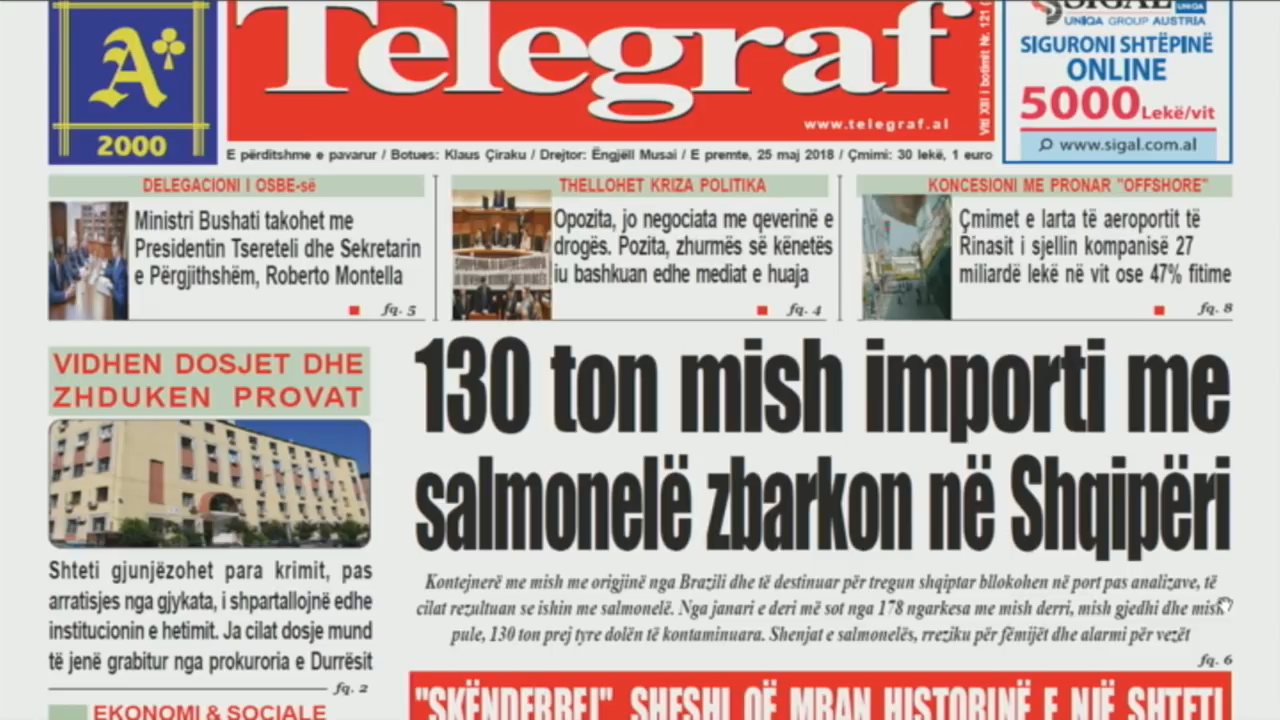 A
2000
Telegraf
www.telegraf.al
Viti XIII i botimit Nr. 121
SIGAL
UNIQA
UNIQA GROUP AUSTRIA
SIGURONI SHTËPINË
ONLINE
5000 Lekë/vit
www.sigal.com.al
E përditshme e pavarur / Botues: Klaus Çiraku / Drejtor: Ëngjëll Musai / E premte, 25 maj 2018 / Çmimi: 30 lekë, 1 euro
DELEGACIONI I OSBE-së
Ministri Bushati takohet me
Presidentin Tsereteli dhe Sekretarin
e Përgjithshëm, Roberto Montella
fq. 5
THELLOHET KRIZA POLITIKA
Opozita, jo negociata me qeverinë e
drogës. Pozita, zhurmës së kënetës
iu bashkuan edhe mediat e huaja
fq. 4
KONCESIONI ME PRONAR "OFFSHORE"
Çmimet e larta të aeroportit të
Rinasit i sjellin kompanisë 27
miliardë lekë në vit ose 47% fitime
fq. 8
VIDHEN DOSJET DHE
ZHDUKEN PROVAT
Shteti gjunjëzohet para krimit, pas
arratisjes nga gjykata, i shpartallojnë edhe
institucionin e hetimit. Ja cilat dosje mund
të jenë grabitur nga prokuroria e Durrësit
fq. 2
EKONOMI & SOCIALE
130 ton mish importi me
salmonelë zbarkon në Shqipëri
Kontejnerë me mish me origjinë nga Brazili dhe të destinuar për tregun shqiptar bllokohen në port pas analizave, të
cilat rezultuan se ishin me salmonelë. Nga janari e deri më sot nga 178 ngarkesa me mish derri, mish gjedhi dhe mish
pule, 130 ton prej tyre dolën të kontaminuara. Shenjat e salmonelës, rreziku për fëmijët dhe alarmi për vezët
fq. 6
"SKËNDERBEJ" SHESHI QË MBAN HISTORINË E NJË SHTETI